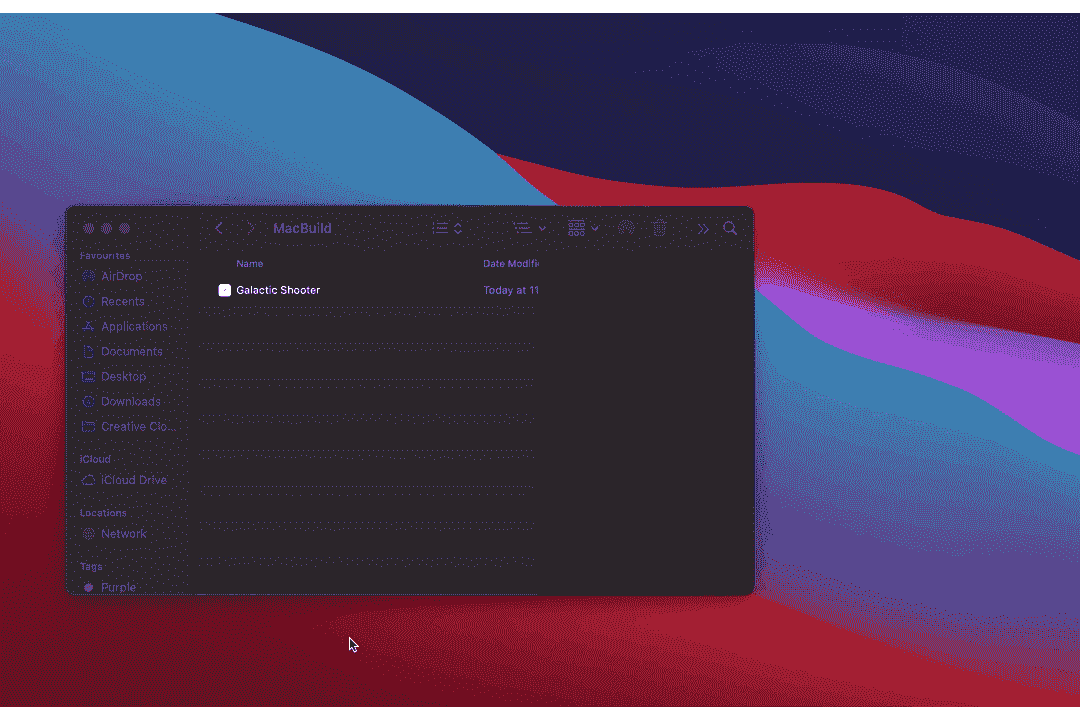 MacBuild
Favourites
AirDrop
Recents
Applications
Documents
Desktop
Downloads
Creative Clo...
iCloud
iCloud Drive
Locations
Network
Tags
Purple
Name Date Modifi
Galactic Shooter Today at 11